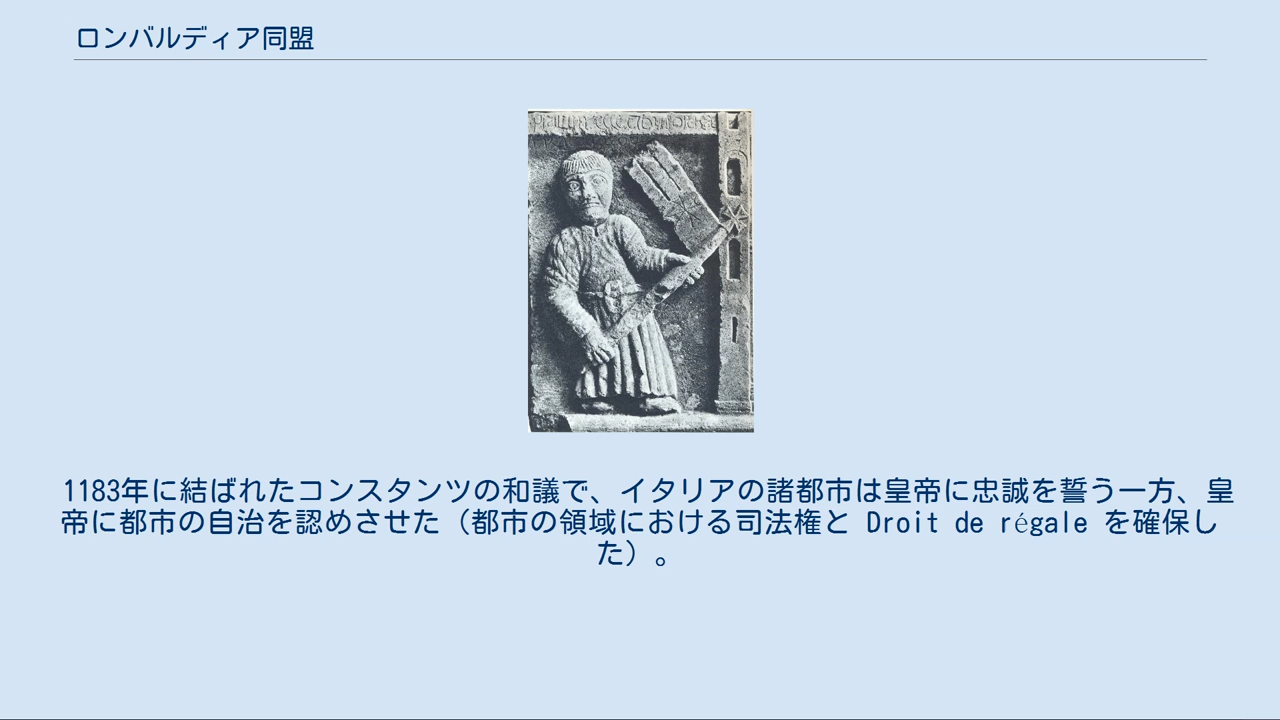 ロンバルディア同盟
1183年に結ばれたコンスタンツの和議で、イタリアの諸都市は皇帝に忠誠を誓う一方、皇
帝に都市の自治を認めさせた（都市の領域における司法権と Droit de régale を確保し
た）。